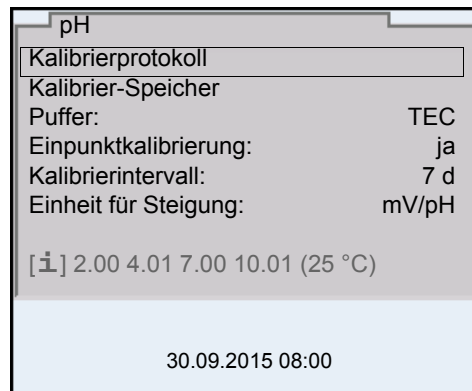 pH
Kalibrierprotokoll
Kalibrier-Speicher
Puffer: TEC
Einpunktkalibrierung: ja
Kalibrierintervall: 7 d
Einheit für Steigung: mV/pH
[i] 2.00 4.01 7.00 10.01 (25 °C)
30.09.2015 08:00